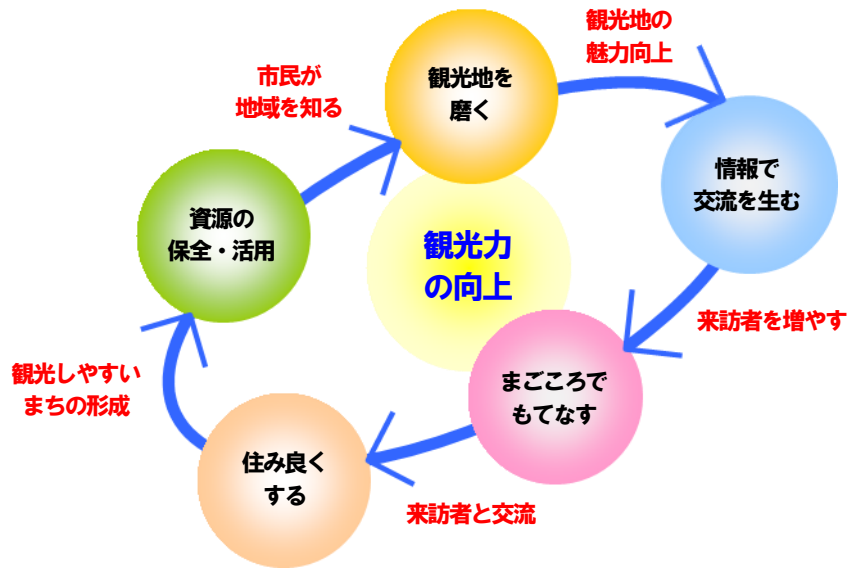 観光地の
魅力向上
市民が
地域を知る
観光地を
磨く
情報で
交流を生む
資源の
保全・活用
観光力
の向上
来訪者を増やす
観光しやすい
まちの形成
まごころで
もてなす
住み良く
する
来訪者と交流